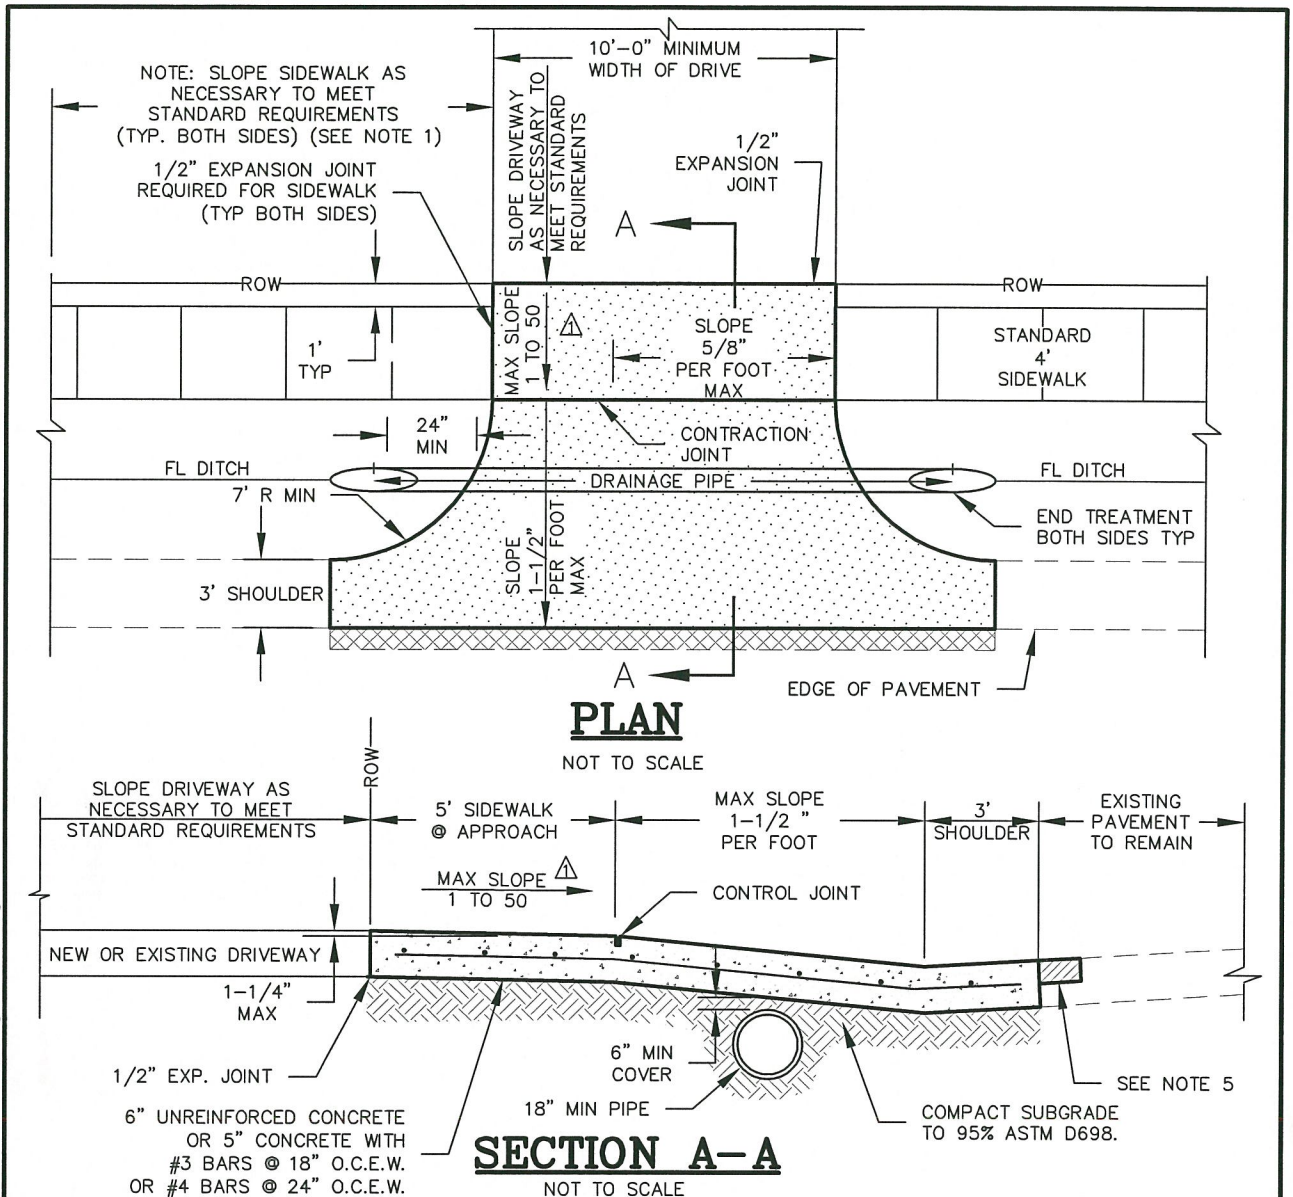 10'-0" MINIMUM
WIDTH OF DRIVE
NOTE: SLOPE SIDEWALK AS
NECESSARY TO MEET
STANDARD REQUIREMENTS
(TYP. BOTH SIDES) (SEE NOTE 1)
1/2" EXPANSION JOINT
REQUIRED FOR SIDEWALK
(TYP BOTH SIDES)
SLOPE DRIVEWAY
AS NECESSARY TO
MEET STANDARD
REQUIREMENTS
1/2"
EXPANSION
JOINT
A
ROW
ROW
1'
TYP
MAX SLOPE
1 TO 50
1
SLOPE
5/8"
PER FOOT
MAX
STANDARD
4'
SIDEWALK
24"
MIN
CONTRACTION
JOINT
FL DITCH
DRAINAGE PIPE
FL DITCH
7' R MIN
END TREATMENT
BOTH SIDES TYP
SLOPE
1-1/2"
PER FOOT
MAX
3' SHOULDER
A
EDGE OF PAVEMENT
PLAN
NOT TO SCALE
ROW
SLOPE DRIVEWAY AS
NECESSARY TO MEET
STANDARD REQUIREMENTS
5' SIDEWALK
@ APPROACH
MAX SLOPE
1-1/2 "
PER FOOT
3'
SHOULDER
EXISTING
PAVEMENT
TO REMAIN
MAX SLOPE 1
1 TO 50
CONTROL JOINT
NEW OR EXISTING DRIVEWAY
1-1/4"
MAX
6" MIN
COVER
1/2" EXP. JOINT
SEE NOTE 5
18" MIN PIPE
COMPACT SUBGRADE
TO 95% ASTM D698.
6" UNREINFORCED CONCRETE
OR 5" CONCRETE WITH
#3 BARS @ 18" O.C.E.W.
OR #4 BARS @ 24" O.C.E.W.
SECTION A-A
NOT TO SCALE